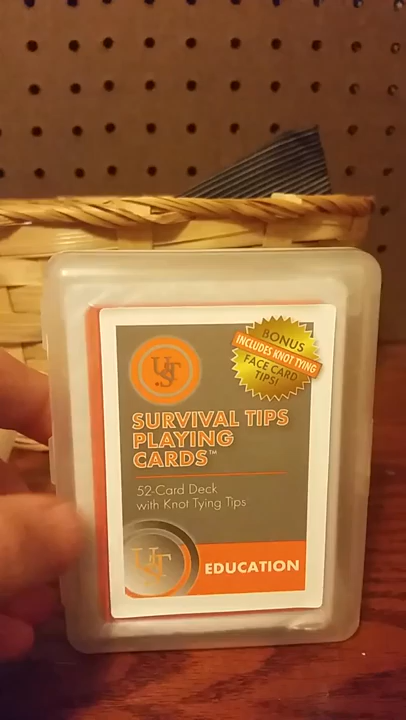 UST
BONUS
INCLUDES KNOT TYING
FACE CARD
TIPS!
SURVIVAL TIPS
PLAYING
CARDS™
52-Card Deck
with Knot Tying Tips
UST
EDUCATION